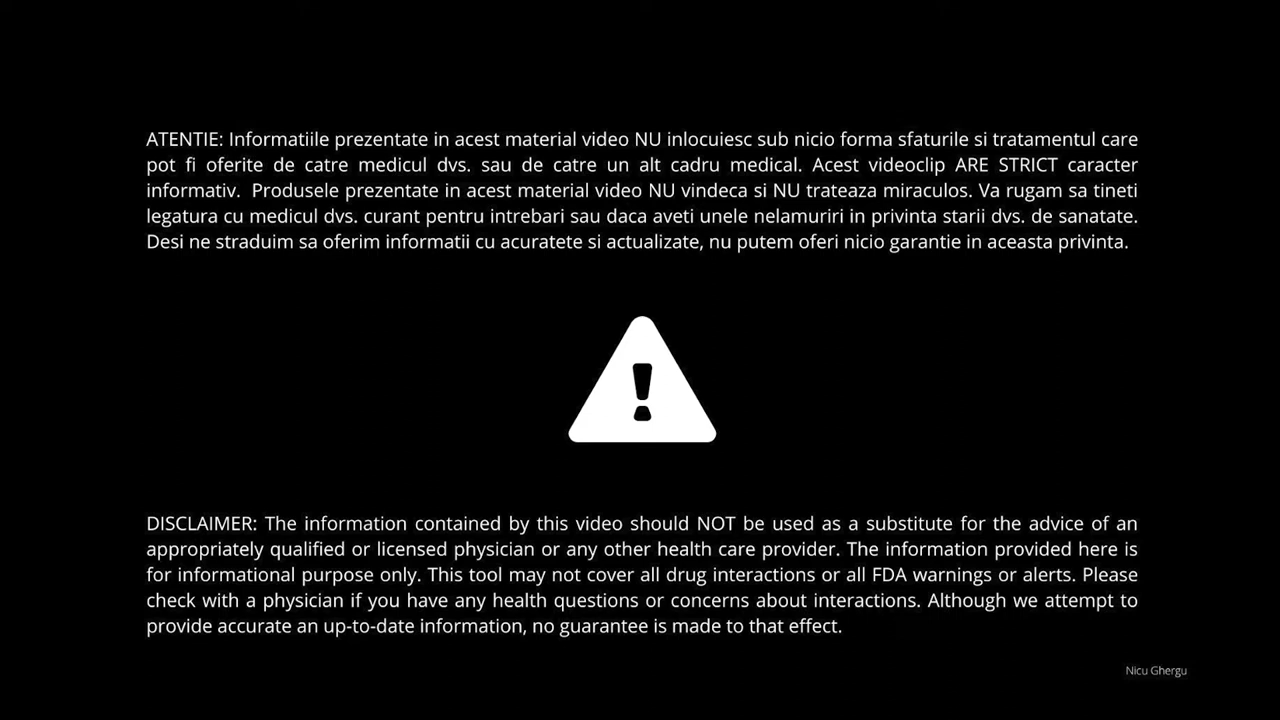 ATENTIE: Informatiile prezentate in acest material video NU inlocuiesc sub nicio forma sfaturile si tratamentul care
pot fi oferite de catre medicul dvs. sau de catre un alt cadru medical. Acest videoclip ARE STRICT caracter
informativ. Produsele prezentate in acest material video NU vindeca si NU trateaza miraculos. Va rugam sa tineti
legatura cu medicul dvs. curant pentru intrebari sau daca aveti unele nelamuriri in privinta starii dvs. de sanatate.
Desi ne straduim sa oferim informatii cu acuratete si actualizate, nu putem oferi nicio garantie in aceasta privinta.
DISCLAIMER: The information contained by this video should NOT be used as a substitute for the advice of an
appropriately qualified or licensed physician or any other health care provider. The information provided here is
for informational purpose only. This tool may not cover all drug interactions or all FDA warnings or alerts. Please
check with a physician if you have any health questions or concerns about interactions. Although we attempt to
provide accurate an up-to-date information, no guarantee is made to that effect.
Nicu Ghergu